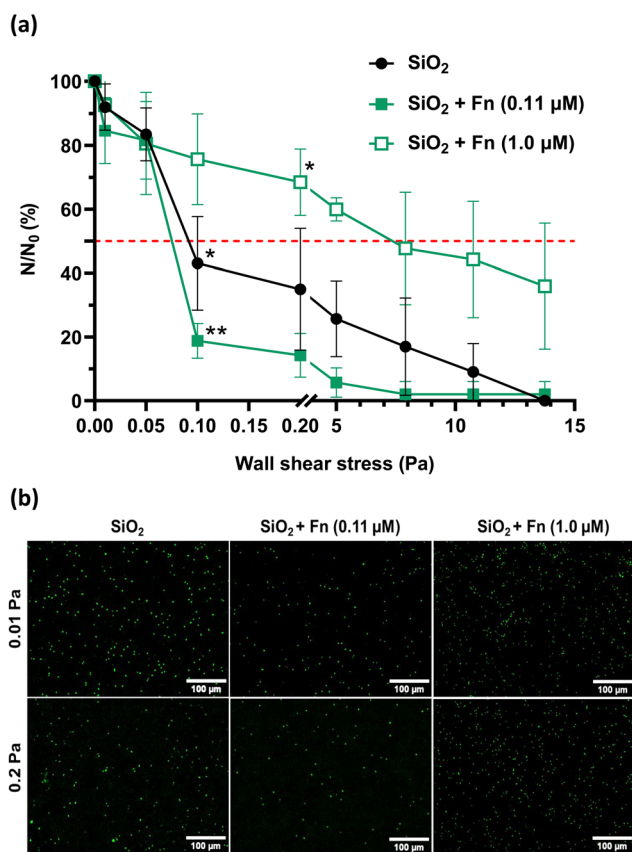 (a)
SiO₂
SiO₂ + Fn (0.11 µM)
SiO₂ + Fn (1.0 µM)
N/N₀ (%)
100
80
60
40
20
0
*
*
**
0.00 0.05 0.10 0.15 0.20 5 10 15
Wall shear stress (Pa)
(b)
SiO₂ SiO₂ + Fn (0.11 µM) SiO₂ + Fn (1.0 µM)
0.01 Pa
100 µm 100 µm 100 µm
0.2 Pa
100 µm 100 µm 100 µm